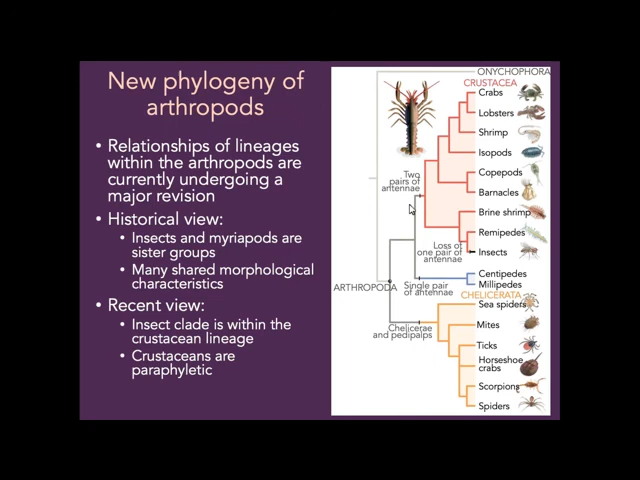 New phylogeny of
arthropods
• Relationships of lineages
within the arthropods are
currently undergoing a
major revision
• Historical view:
• Insects and myriapods are
sister groups
• Many shared morphological
characteristics
• Recent view:
• Insect clade is within the
crustacean lineage
• Crustaceans are
paraphyletic
ONYCHOPHORA
CRUSTACEA
Crabs
Lobsters
Shrimp
Isopods
Two
pairs of
antennae
Copepods
Barnacles
Brine shrimp
Remipedes
Loss of
one pair of
antennae
Insects
Centipedes
Millipedes
ARTHROPODA
Single pair
of antennae
CHELICERATA
Sea spiders
Chelicerae
and pedipalps
Mites
Ticks
Horseshoe
crabs
Scorpions
Spiders